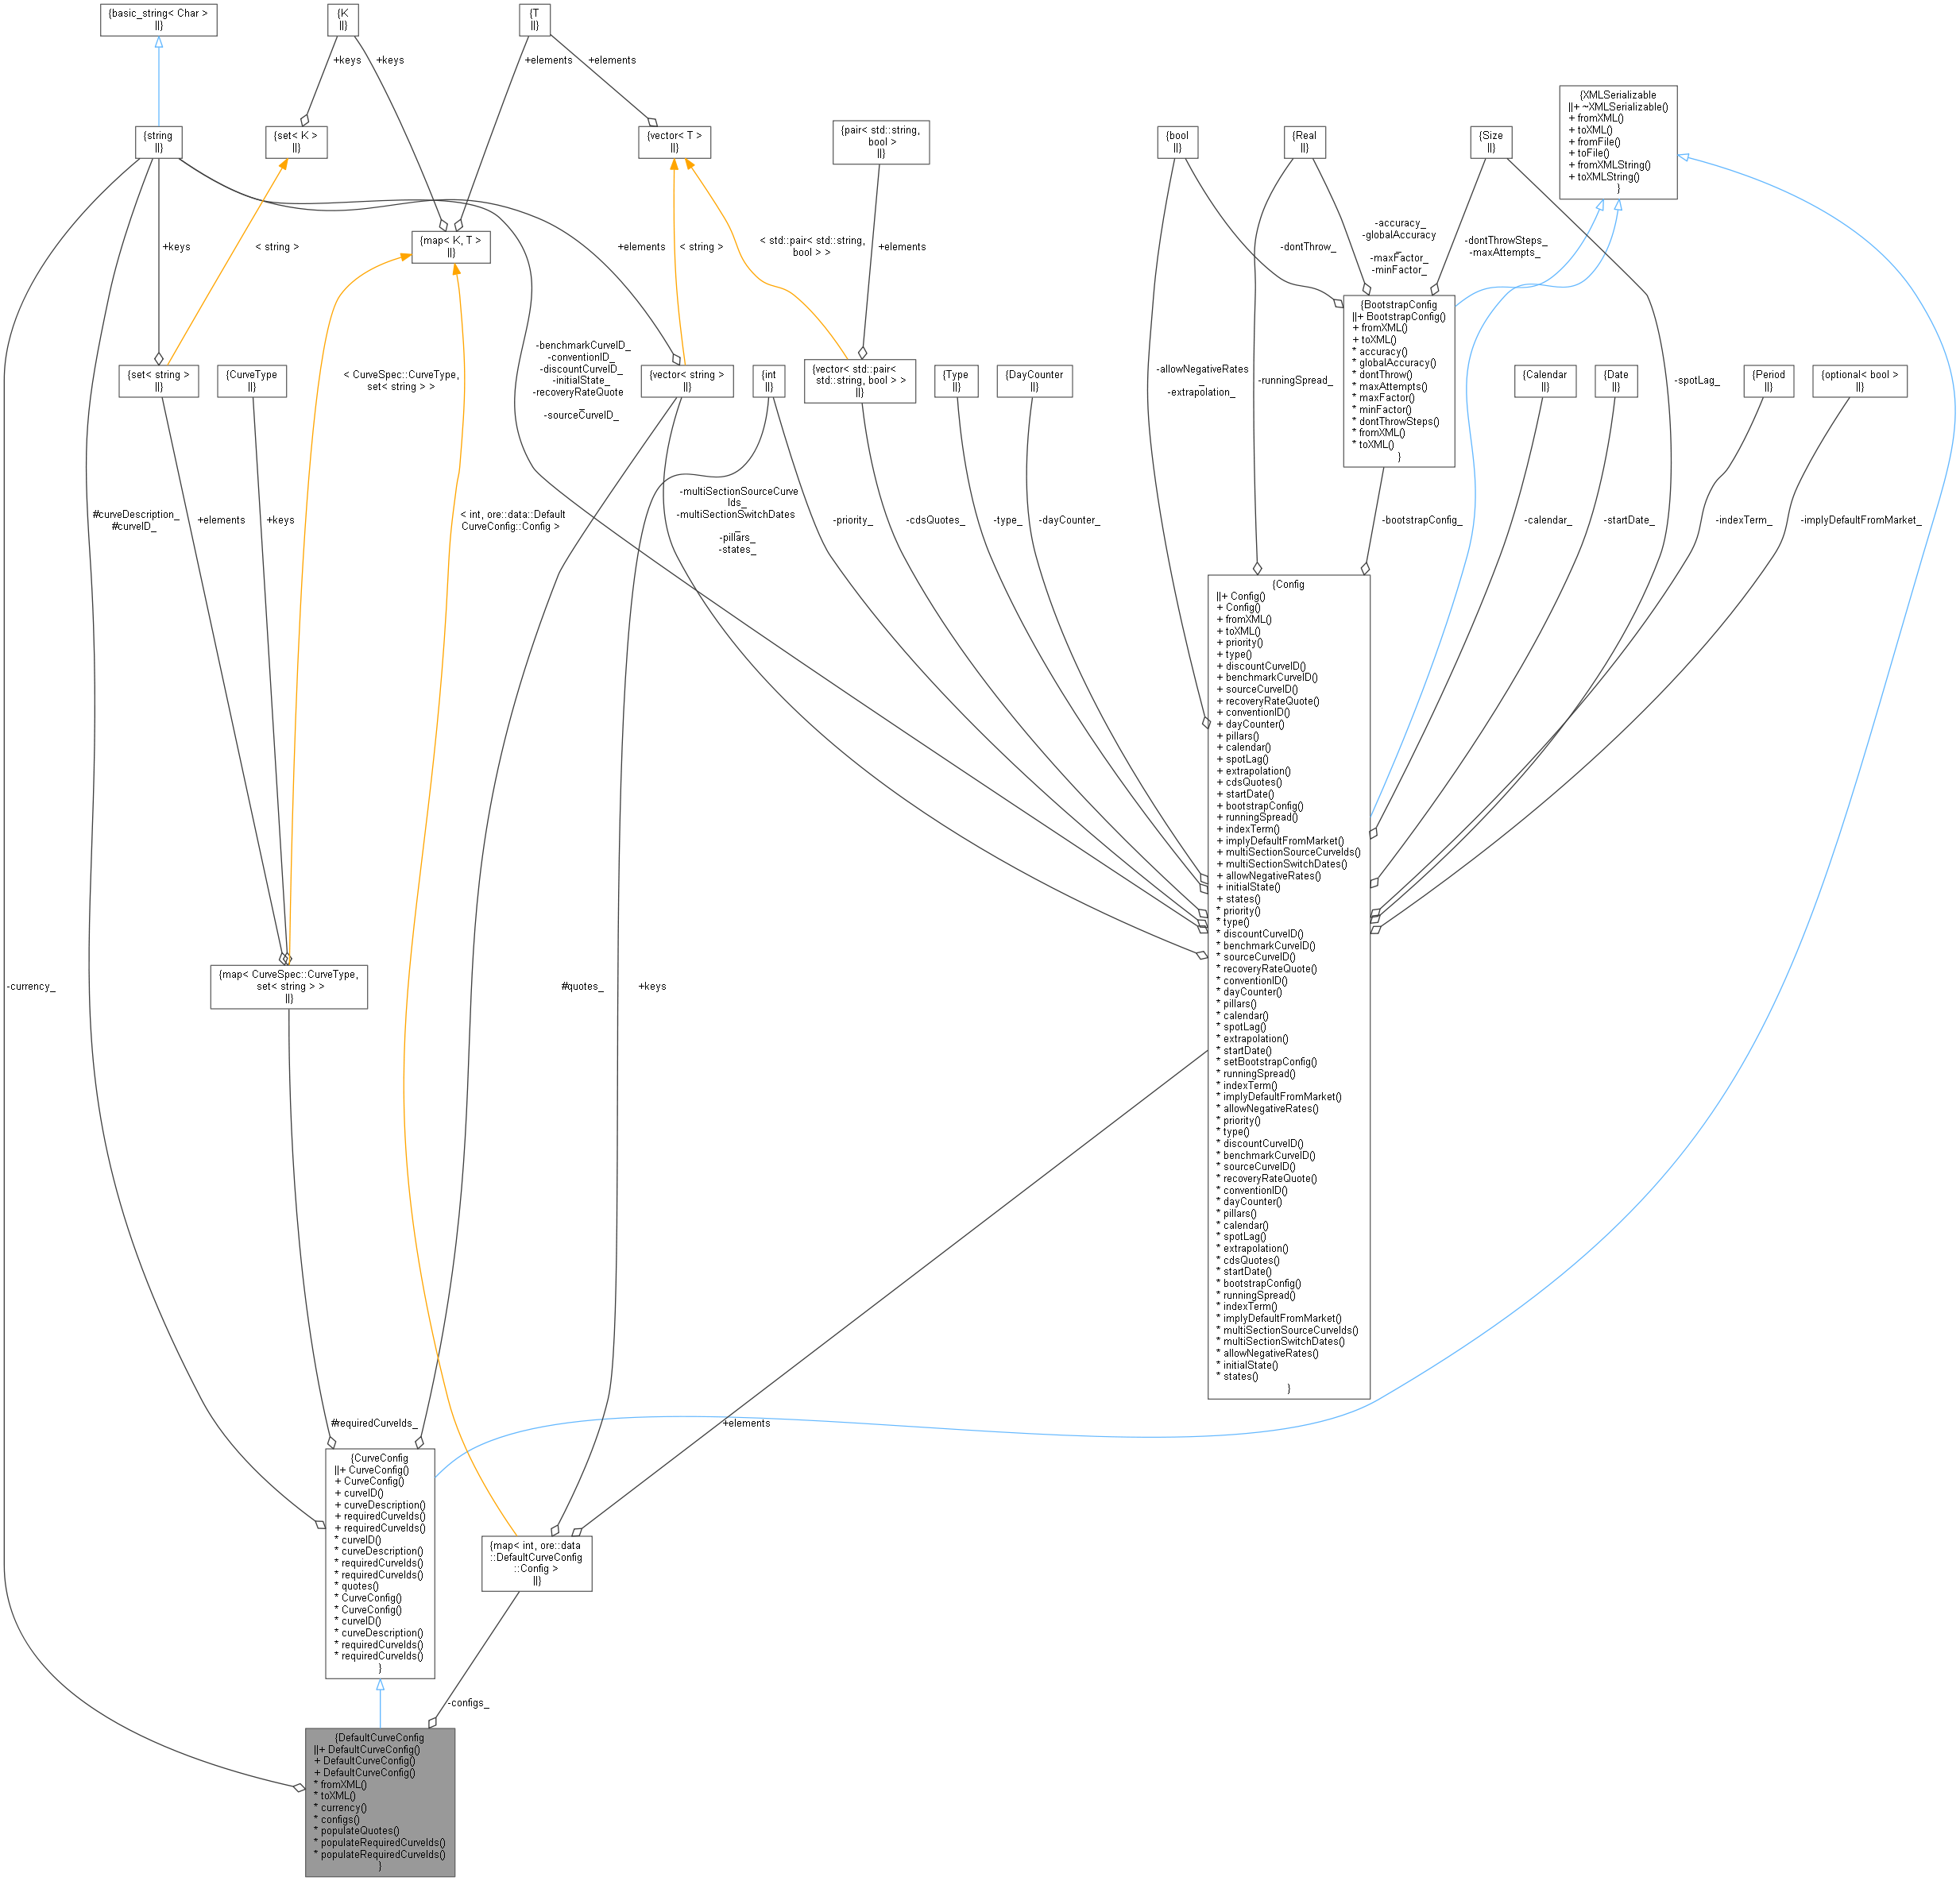 {basic_string< Char >
||}
{K
||}
{T
||}
+keys
+keys
+elements
+elements
{XMLSerializable
||+ ~XMLSerializable()
+ fromXML()
+ toXML()
+ fromFile()
+ toFile()
+ fromXMLString()
+ toXMLString()
}
{string
||}
{set< K >
||}
{vector< T >
||}
{pair< std::string,
bool >
||}
{bool
||}
{Real
||}
{Size
||}
+keys
< string >
{map< K, T >
||}
+elements
< string >
< std::pair< std::string,
bool > >
+elements
-dontThrow_
-accuracy_
-globalAccuracy
_
-maxFactor_
-minFactor_
-dontThrowSteps_
-maxAttempts_
{BootstrapConfig
||+ BootstrapConfig()
+ fromXML()
+ toXML()
* accuracy()
* globalAccuracy()
* dontThrow()
* maxAttempts()
* maxFactor()
* minFactor()
* dontThrowSteps()
* fromXML()
* toXML()
}
{set< string >
||}
{CurveType
||}
< CurveSpec::CurveType,
set< string > >
-benchmarkCurveID_
-conventionID_
-discountCurveID_
-initialState_
-recoveryRateQuote
_
-sourceCurveID_
{vector< string >
||}
{int
||}
{vector< std::pair<
std::string, bool > >
||}
{Type
||}
{DayCounter
||}
-allowNegativeRates
_
-extrapolation_
-runningSpread_
-spotLag_
{Calendar
||}
{Date
||}
{Period
||}
{optional< bool >
||}
#curveDescription_
#curveID_
+elements
+keys
< int, ore::data::Default
CurveConfig::Config >
-multiSectionSourceCurve
Ids_
-multiSectionSwitchDates
_
-pillars_
-states_
-priority_
-cdsQuotes_
-type_
-dayCounter_
-bootstrapConfig_
-calendar_
-startDate_
-indexTerm_
-implyDefaultFromMarket_
{Config
||+ Config()
+ Config()
+ fromXML()
+ toXML()
+ priority()
+ type()
+ discountCurveID()
+ benchmarkCurveID()
+ sourceCurveID()
+ recoveryRateQuote()
+ conventionID()
+ dayCounter()
+ pillars()
+ calendar()
+ spotLag()
+ extrapolation()
+ cdsQuotes()
+ startDate()
+ bootstrapConfig()
+ runningSpread()
+ indexTerm()
+ implyDefaultFromMarket()
+ multiSectionSourceCurveIds()
+ multiSectionSwitchDates()
+ allowNegativeRates()
+ initialState()
+ states()
* priority()
* type()
* discountCurveID()
* benchmarkCurveID()
* sourceCurveID()
* recoveryRateQuote()
* conventionID()
* dayCounter()
* pillars()
* calendar()
* spotLag()
* extrapolation()
* startDate()
* setBootstrapConfig()
* runningSpread()
* indexTerm()
* implyDefaultFromMarket()
* allowNegativeRates()
* priority()
* type()
* discountCurveID()
* benchmarkCurveID()
* sourceCurveID()
* recoveryRateQuote()
* conventionID()
* dayCounter()
* pillars()
* calendar()
* spotLag()
* extrapolation()
* cdsQuotes()
* startDate()
* bootstrapConfig()
* runningSpread()
* indexTerm()
* implyDefaultFromMarket()
* multiSectionSourceCurveIds()
* multiSectionSwitchDates()
* allowNegativeRates()
* initialState()
* states()
}
-currency_
{map< CurveSpec::CurveType,
set< string > >
||}
#quotes_
+keys
#requiredCurveIds_
+elements
{CurveConfig
||+ CurveConfig()
+ CurveConfig()
+ curveID()
+ curveDescription()
+ requiredCurveIds()
+ requiredCurveIds()
* curveID()
* curveDescription()
* requiredCurveIds()
* requiredCurveIds()
* quotes()
* CurveConfig()
* CurveConfig()
* curveID()
* curveDescription()
* requiredCurveIds()
* requiredCurveIds()
}
{map< int, ore::data
::DefaultCurveConfig
::Config >
||}
-configs_
{DefaultCurveConfig
||+ DefaultCurveConfig()
+ DefaultCurveConfig()
+ DefaultCurveConfig()
* fromXML()
* toXML()
* currency()
* configs()
* populateQuotes()
* populateRequiredCurveIds()
* populateRequiredCurveIds()
}